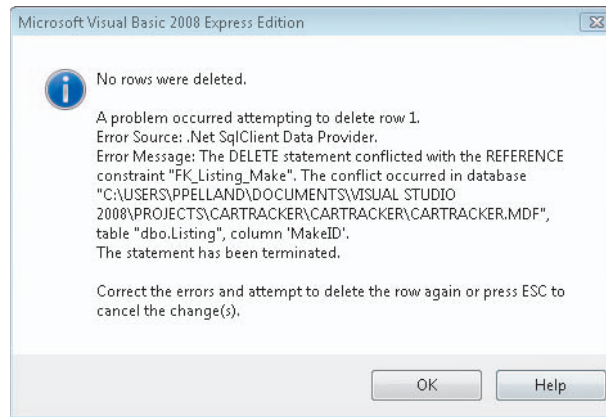 Microsoft Visual Basic 2008 Express Edition
No rows were deleted.
A problem occurred attempting to delete row 1.
Error Source: .Net SqlClient Data Provider.
Error Message: The DELETE statement conflicted with the REFERENCE
constraint "FK_Listing_Make". The conflict occurred in database
"C:\USERS\PPELLAND\DOCUMENTS\VISUAL STUDIO
2008\PROJECTS\CARTRACKER\CARTRACKER\CARTRACKER.MDF",
table "dbo.Listing", column 'MakeID'.
The statement has been terminated.
Correct the errors and attempt to delete the row again or press ESC to
cancel the change(s).
OK Help